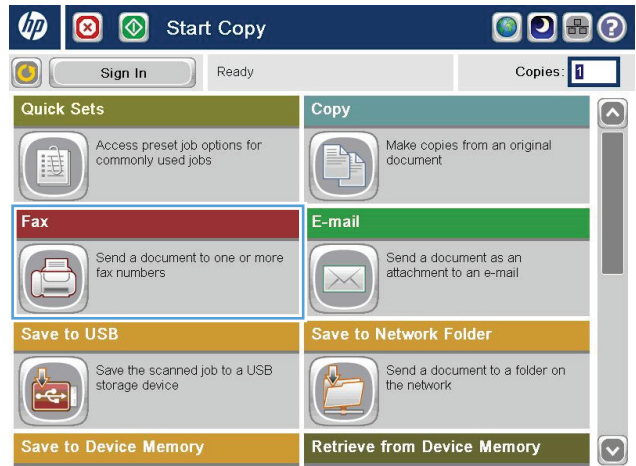 hp
Start Copy
?
Sign In
Ready
Copies: 1
Quick Sets
Access preset job options for
commonly used jobs
Copy
Make copies from an original
document
Fax
Send a document to one or more
fax numbers
E-mail
Send a document as an
attachment to an e-mail
Save to USB
Save the scanned job to a USB
storage device
Save to Network Folder
Send a document to a folder on
the network
Save to Device Memory
Retrieve from Device Memory